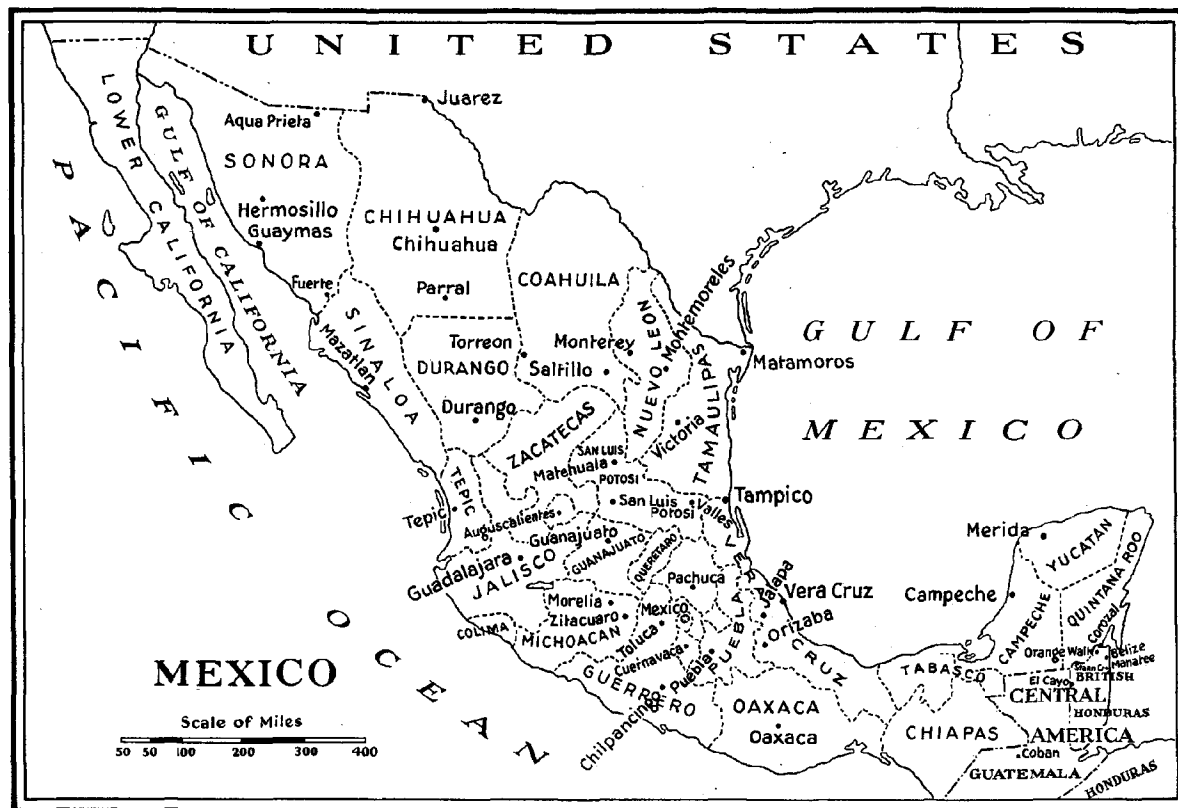 UNITED STATES
Juarez
Aqua Prieta
SONORA
LOWER CALIFORNIA
GULF OF CALIFORNIA
PACIFIC OCEAN
Hermosillo
Guaymas
CHIHUAHUA
Chihuahua
COAHUILA
Fuerte
Parral
SINALOA
Mazatlan
Torreon
Monterey
NUEVO LEON
Montemoreles
GULF OF
MEXICO
DURANGO
Saltillo
TAMAULIPAS
Matamoros
Durango
ZACATECAS
Victoria
SAN LUIS
Matehuala
POTOSI
TEPIC
Tepic
San Luis
Potosi
Valles
Tampico
Auguscalientes
Guanajuato
GUANAJUATO
QUERETARO
VERA CRUZ
Guadalajara
JALISCO
Pachuca
Jalapa
Vera Cruz
Merida
YUCATAN
QUINTANA ROO
Campeche
CAMPECHE
Morelia
Zitacuaro
Mexico
PUEBLA
Orizaba
COLIMA
MICHOACAN
Toluca
Cuernavaca
Puebla
Corozal
Orange Walk
Belize
Manaree
Stann Cr.
BRITISH
El Cayo
HONDURAS
TABASCO
CENTRAL
AMERICA
GUERRERO
Chilpancingo
OAXACA
Oaxaca
CHIAPAS
Coban
GUATEMALA
HONDURAS
MEXICO
Scale of Miles
50 50 100 200 300 400